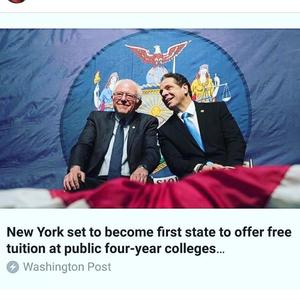 New York set to become first state to offer free
tuition at public four-year colleges...
Washington Post